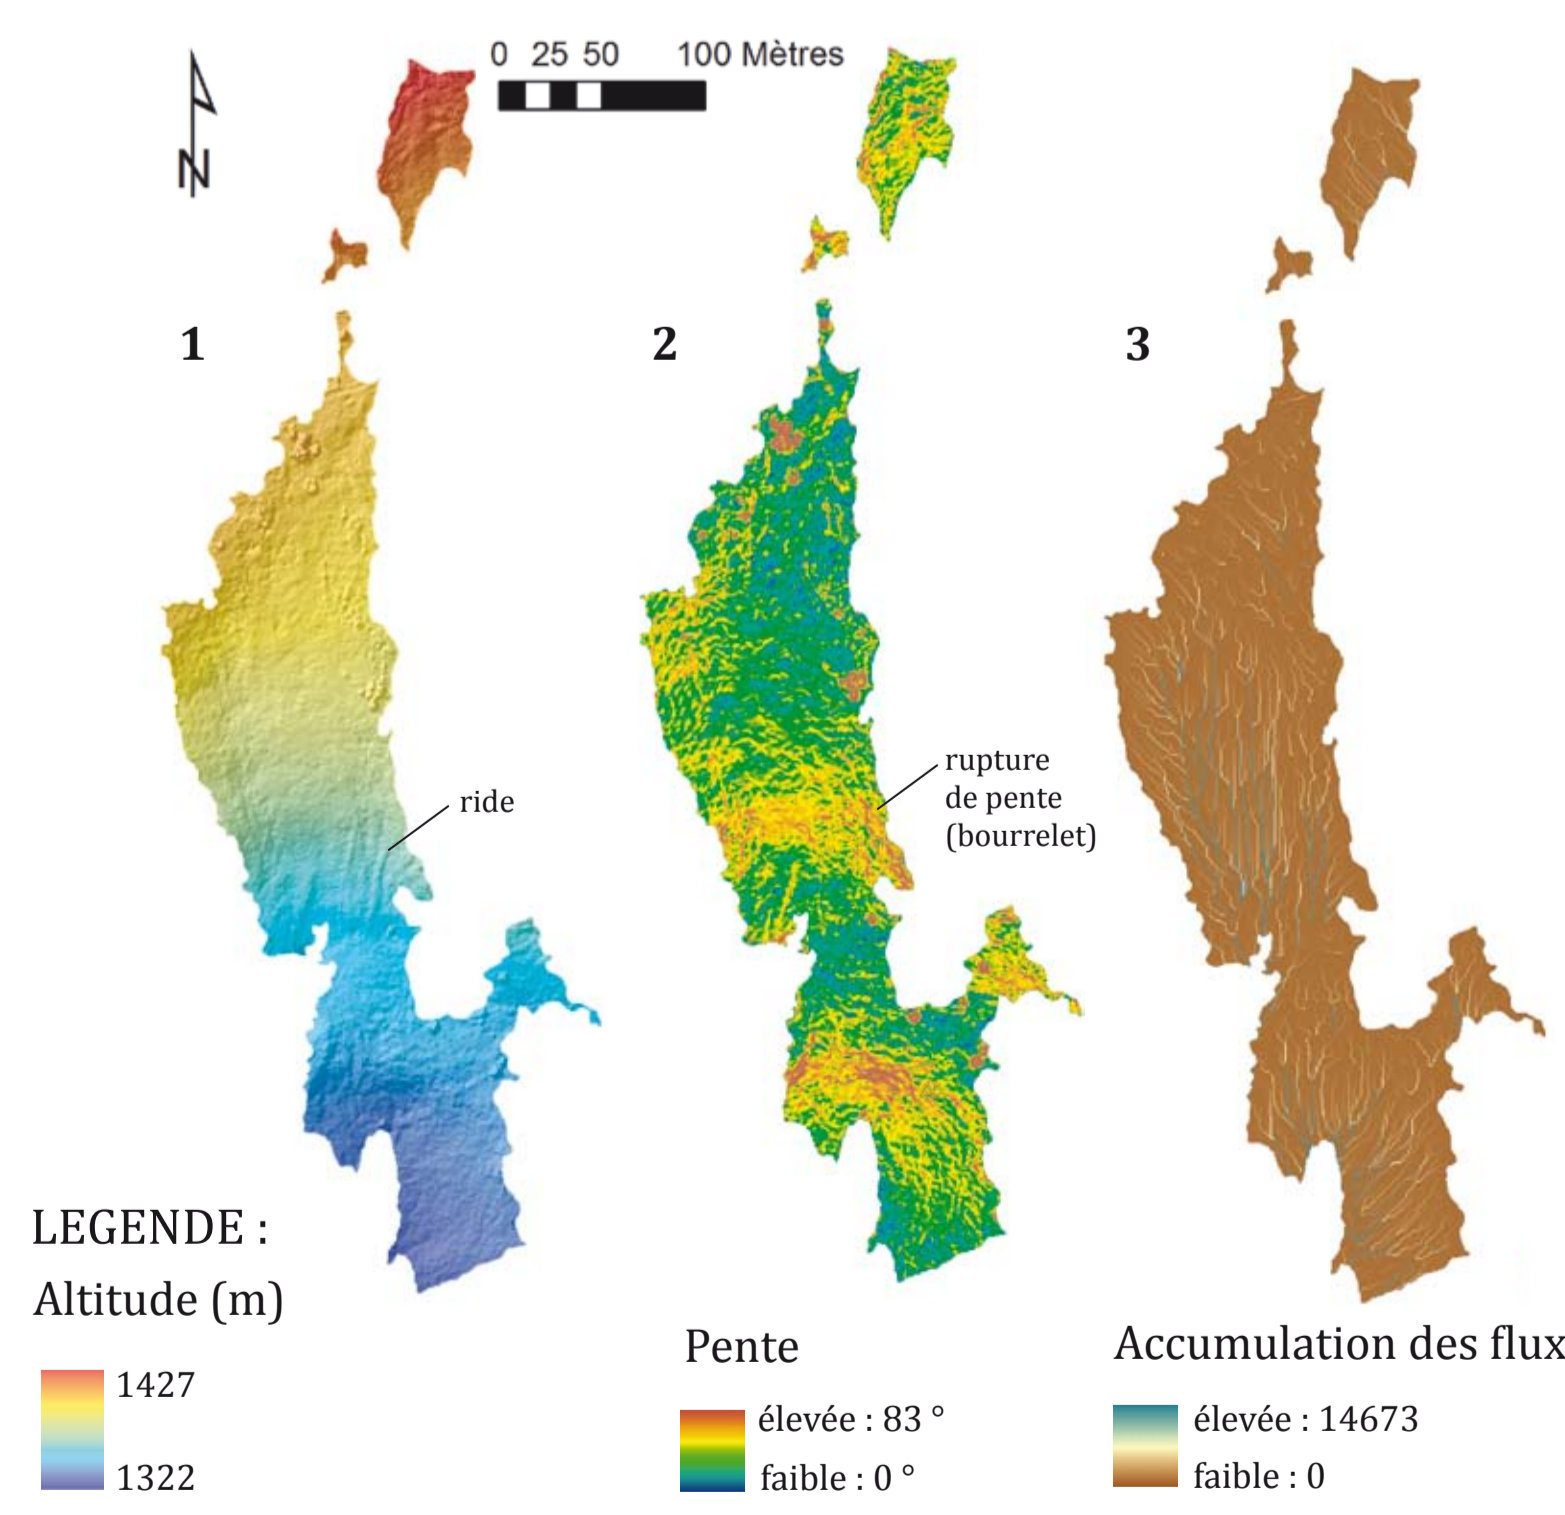 0 25 50 100 Mètres
N
1
2
3
ride
rupture
de pente
(bourrelet)
LEGENDE :
Altitude (m)
1427
1322
Pente
élevée : 83 °
faible : 0 °
Accumulation des flux
élevée : 14673
faible : 0